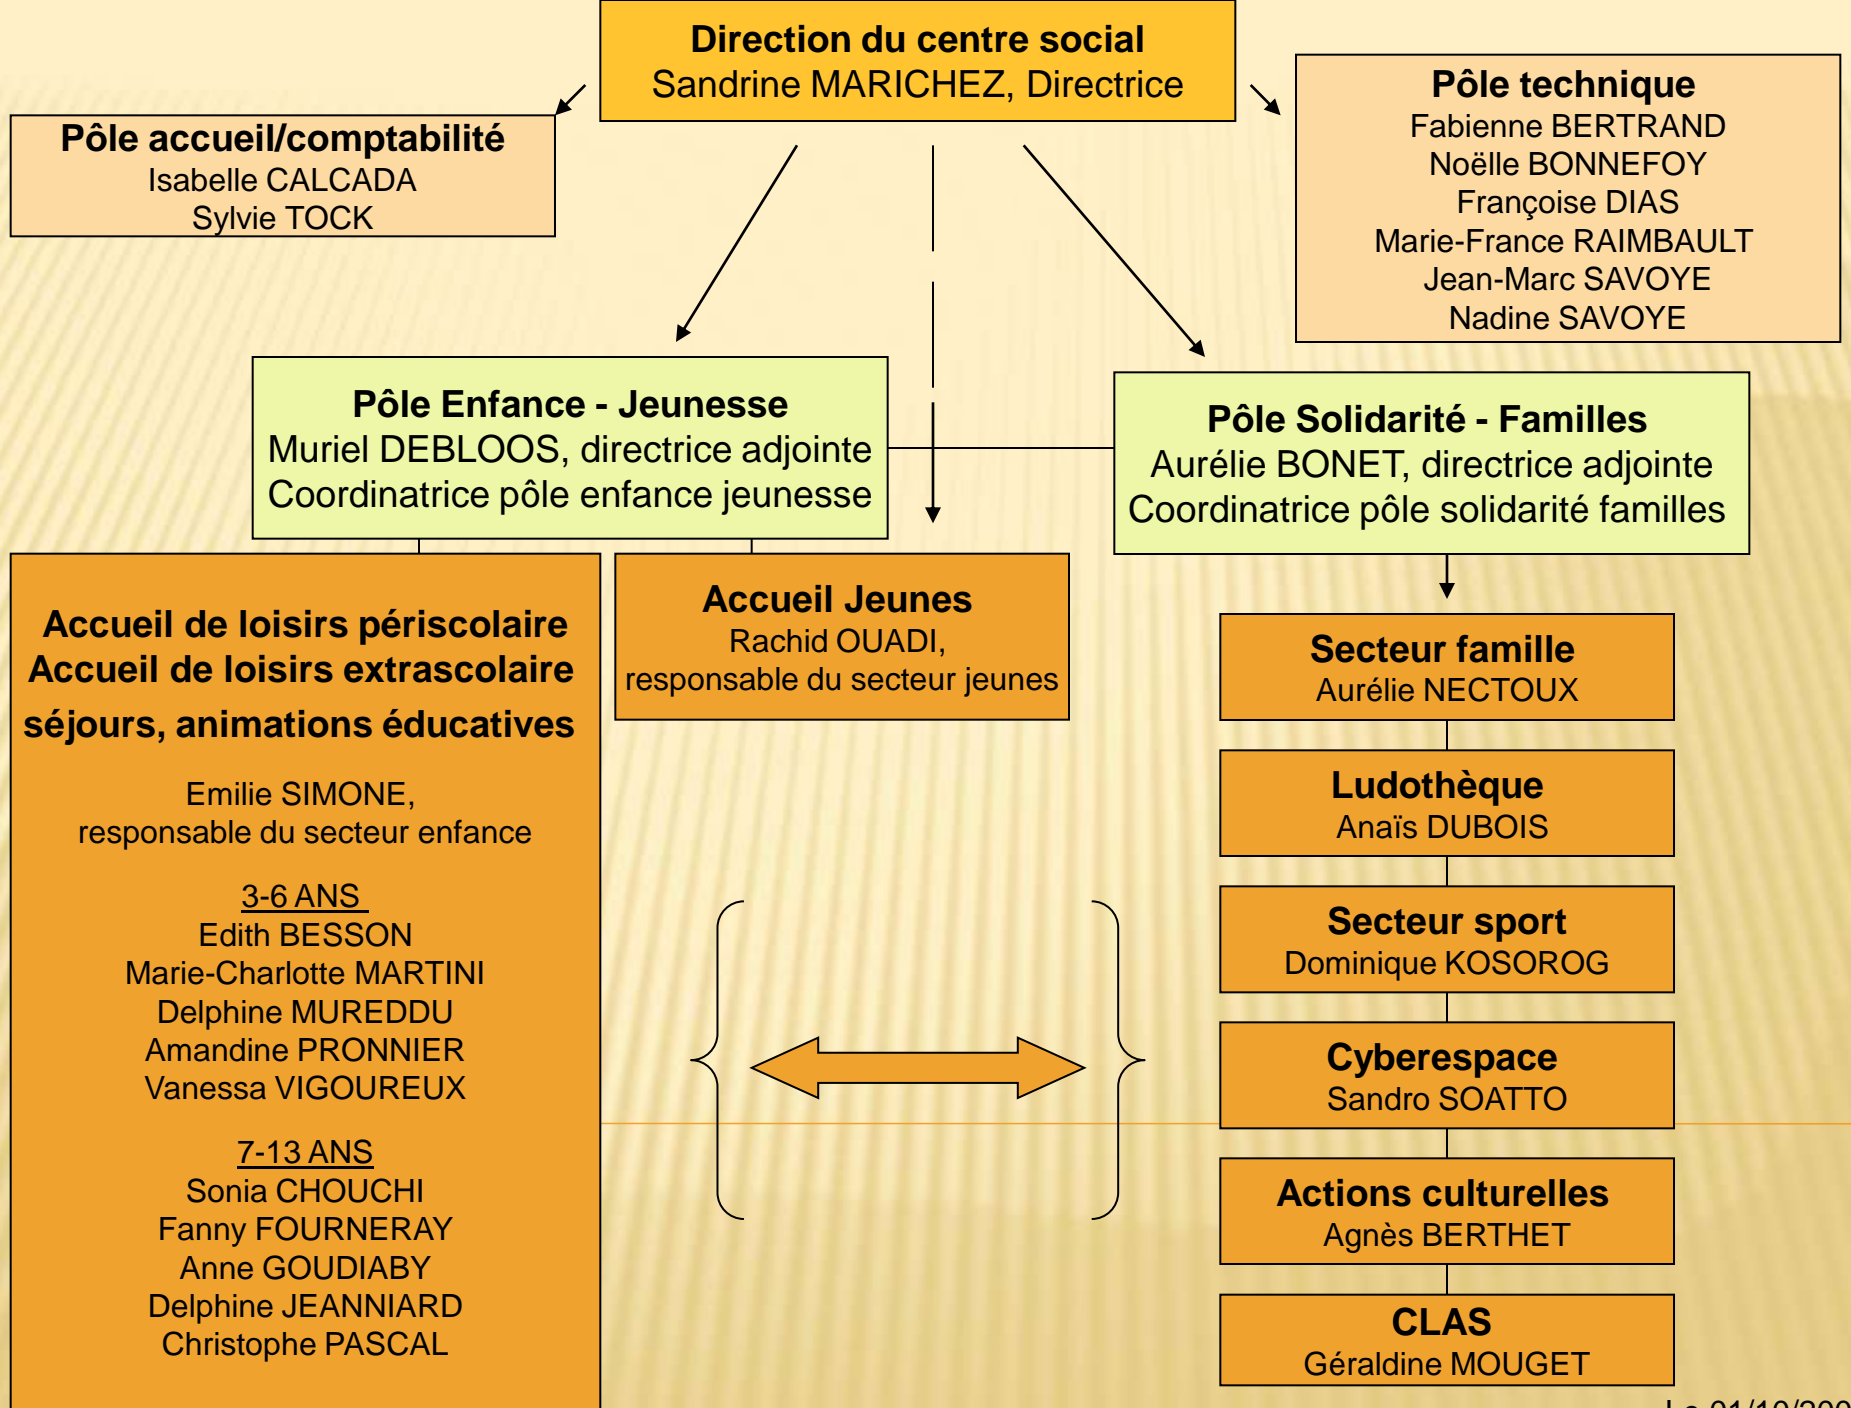 Direction du centre social
Sandrine MARICHEZ, Directrice
Pôle accueil/comptabilité
Isabelle CALCADA
Sylvie TOCK
Pôle technique
Fabienne BERTRAND
Noëlle BONNEFOY
Françoise DIAS
Marie-France RAIMBAULT
Jean-Marc SAVOYE
Nadine SAVOYE
Pôle Enfance - Jeunesse
Muriel DEBLOOS, directrice adjointe
Coordinatrice pôle enfance jeunesse
Pôle Solidarité - Familles
Aurélie BONET, directrice adjointe
Coordinatrice pôle solidarité familles
Accueil de loisirs périscolaire
Accueil de loisirs extrascolaire
séjours, animations éducatives
Emilie SIMONE,
responsable du secteur enfance
3-6 ANS
Edith BESSON
Marie-Charlotte MARTINI
Delphine MUREDDU
Amandine PRONNIER
Vanessa VIGOUREUX
7-13 ANS
Sonia CHOUCHI
Fanny FOURNERAY
Anne GOUDIABY
Delphine JEANNIARD
Christophe PASCAL
Accueil Jeunes
Rachid OUADI,
responsable du secteur jeunes
Secteur famille
Aurélie NECTOUX
Ludothèque
Anaïs DUBOIS
Secteur sport
Dominique KOSOROG
Cyberespace
Sandro SOATTO
Actions culturelles
Agnès BERTHET
CLAS
Géraldine MOUGET